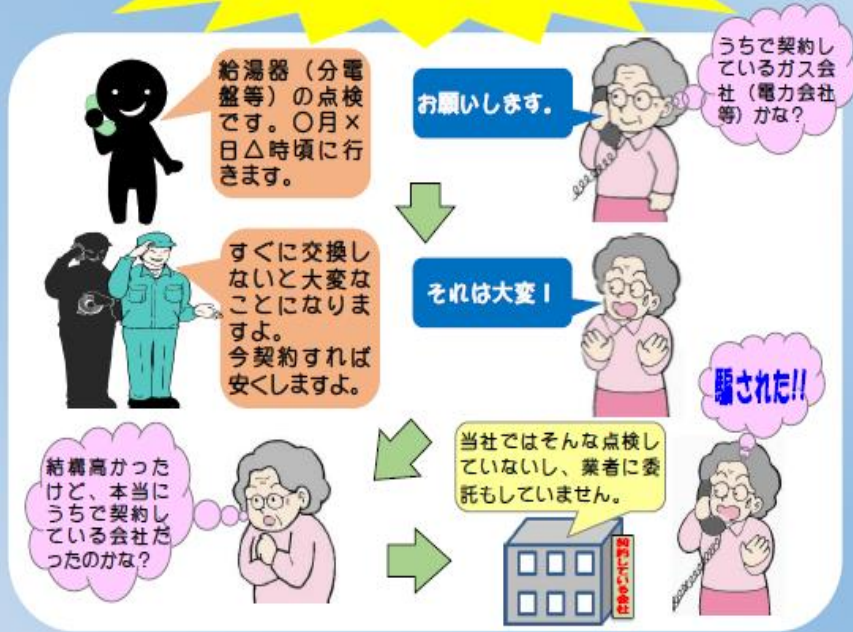 給湯器（分電
盤等）の点検
です。〇月×
日△時頃に行
きます。
お願いします。
うちで契約し
ているガス会
社（電力会社
等）かな？
すぐに交換し
ないと大変な
ことになりま
すよ。
今契約すれば
安くしますよ。
それは大変！
結構高かった
けど、本当に
うちで契約し
ている会社だ
ったのかな？
当社ではそんな点検し
ていないし、業者に委
託もしていません。
契約している会社
騙された!!